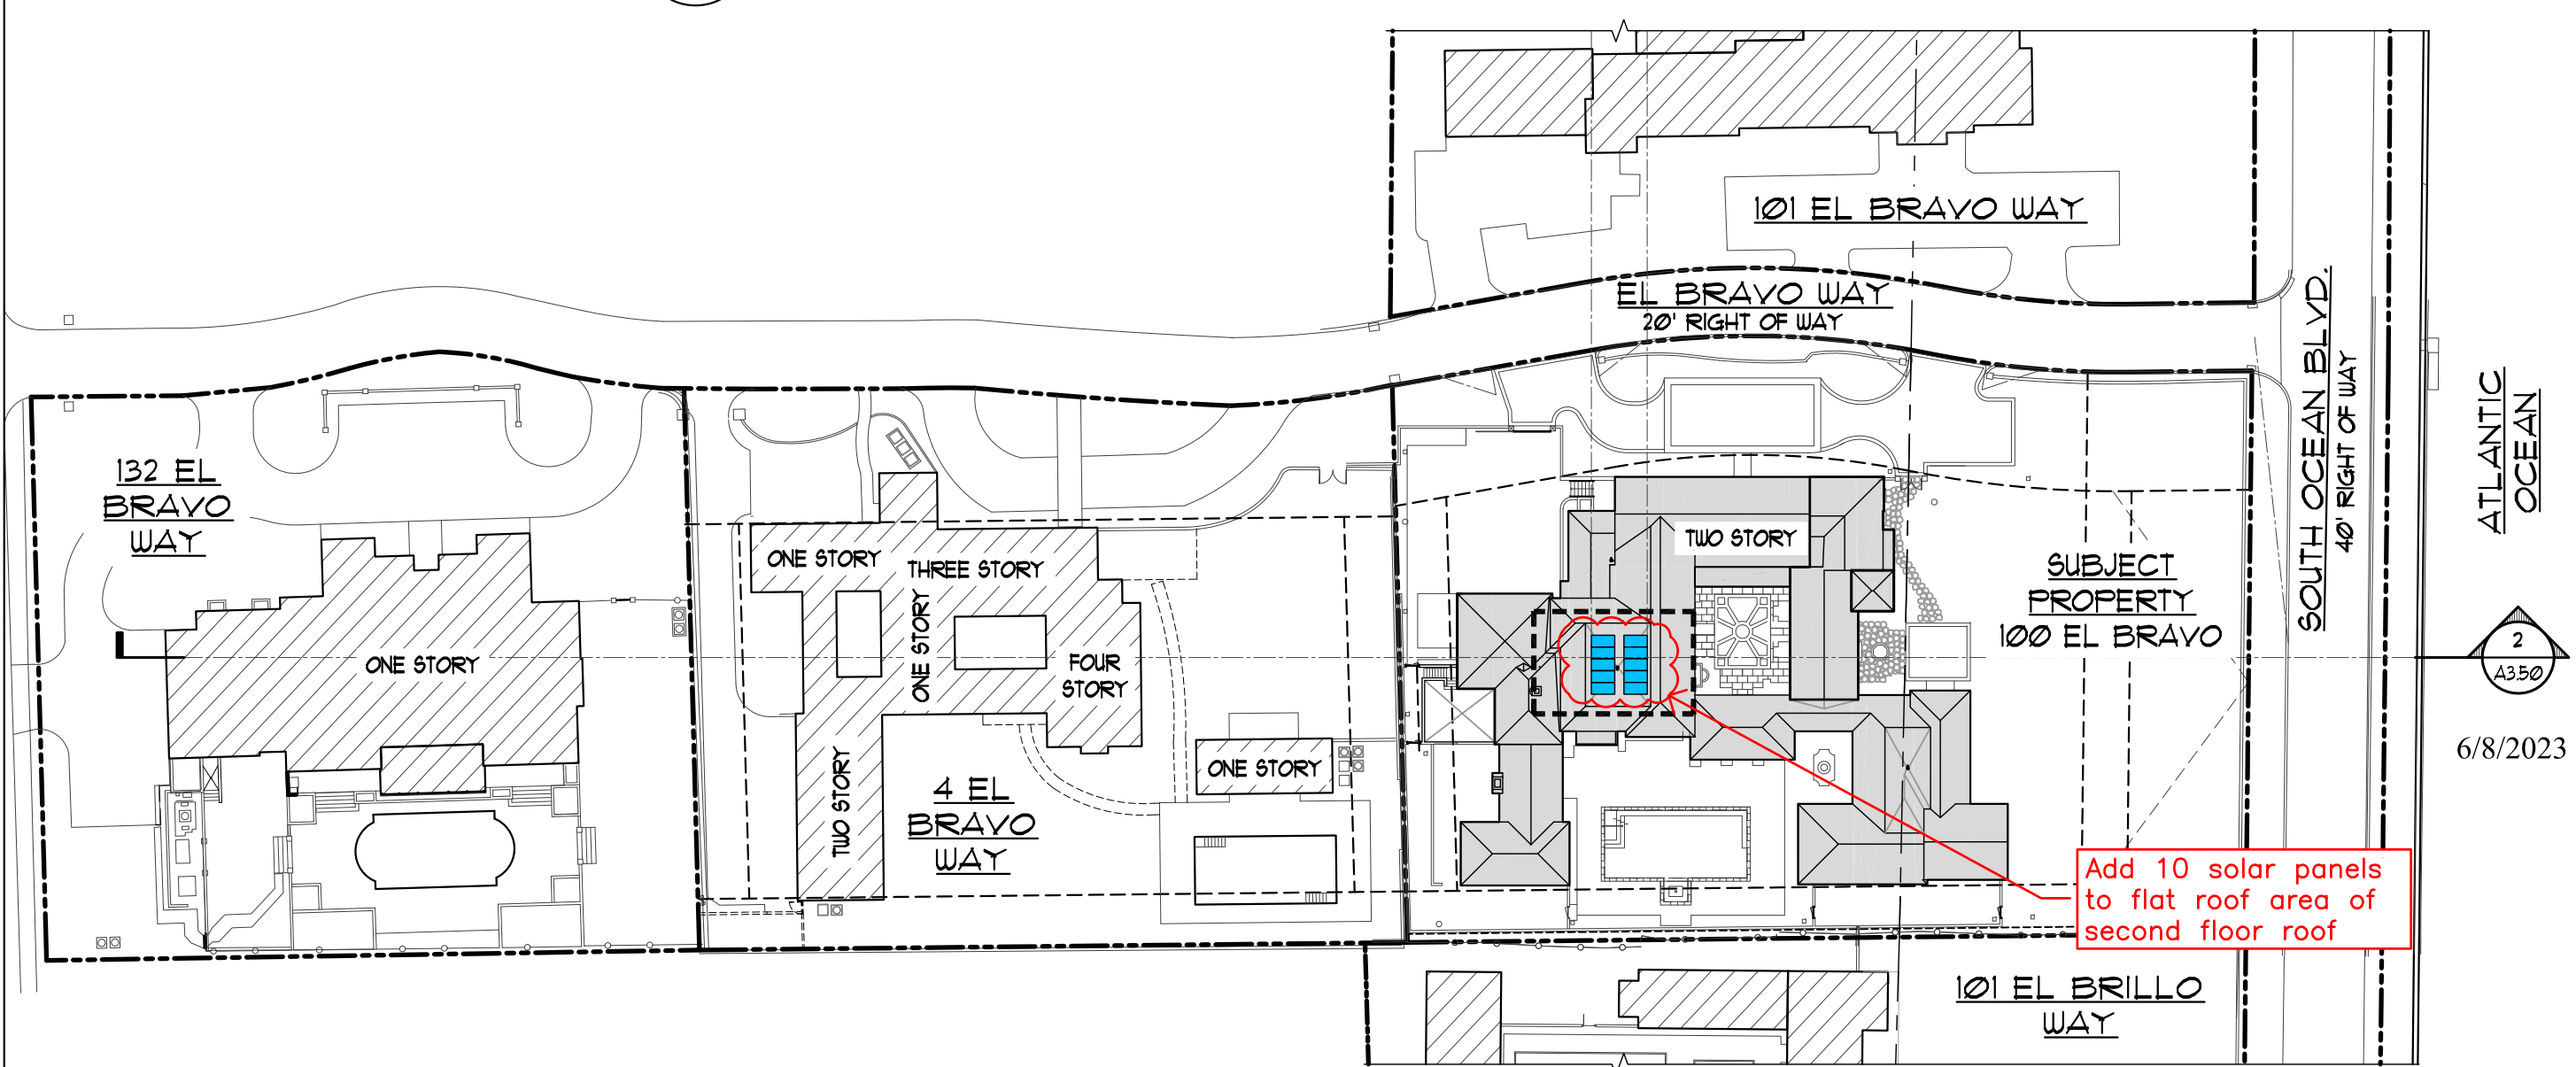 101 EL BRAVO WAY
EL BRAVO WAY
20' RIGHT OF WAY
SOUTH OCEAN BLVD.
40' RIGHT OF WAY
ATLANTIC
OCEAN
132 EL
BRAVO
WAY
ONE STORY
ONE STORY
THREE STORY
ONE STORY
FOUR
STORY
TWO STORY
4 EL
BRAVO
WAY
ONE STORY
TWO STORY
SUBJECT
PROPERTY
100 EL BRAVO
2
A3.50
6/8/2023
Add 10 solar panels
to flat roof area of
second floor roof
101 EL BRILLO
WAY